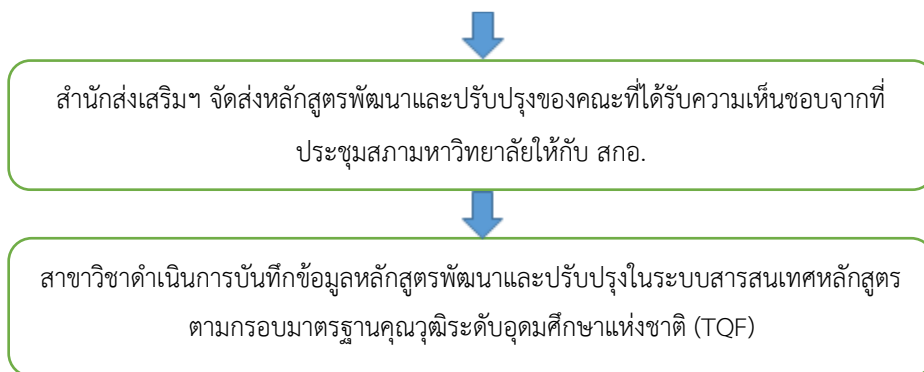 สำนักส่งเสริมฯ จัดส่งหลักสูตรพัฒนาและปรับปรุงของคณะที่ได้รับความเห็นชอบจากที่
ประชุมสภามหาวิทยาลัยให้กับ สกอ.
สาขาวิชาดำเนินการบันทึกข้อมูลหลักสูตรพัฒนาและปรับปรุงในระบบสารสนเทศหลักสูตร
ตามกรอบมาตรฐานคุณวุฒิระดับอุดมศึกษาแห่งชาติ (TQF)